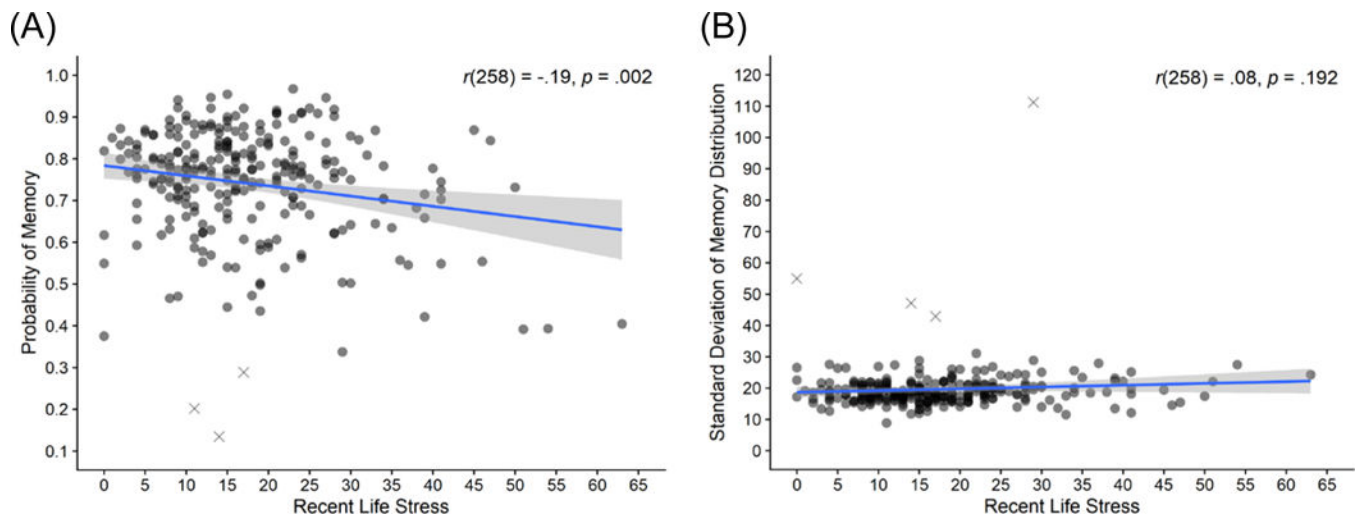 (A)
r(258) = -.19, p = .002
Probability of Memory
1.0
0.9
0.8
0.7
0.6
0.5
0.4
0.3
0.2
0.1
0 5 10 15 20 25 30 35 40 45 50 55 60 65
Recent Life Stress
(B)
r(258) = .08, p = .192
Standard Deviation of Memory Distribution
120
110
100
90
80
70
60
50
40
30
20
10
0
0 5 10 15 20 25 30 35 40 45 50 55 60 65
Recent Life Stress